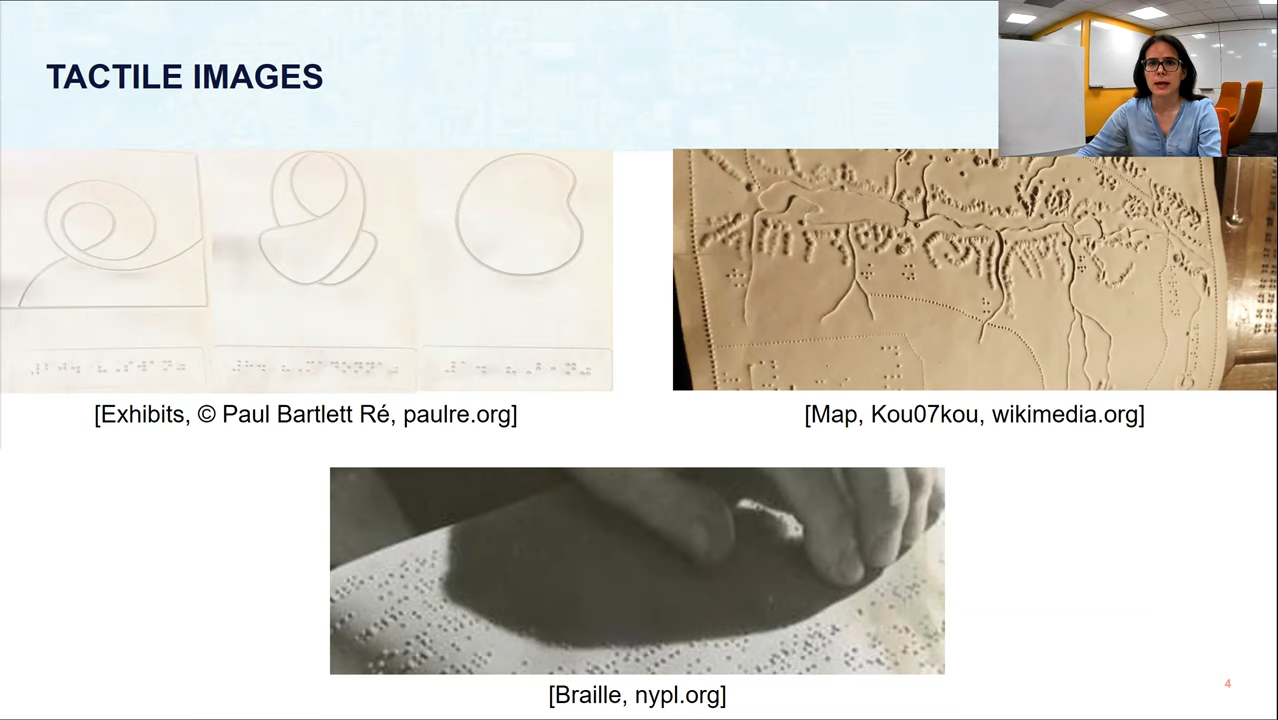 TACTILE IMAGES
[Exhibits, © Paul Bartlett Ré, paulre.org]
[Map, Kou07kou, wikimedia.org]
[Braille, nypl.org]
4